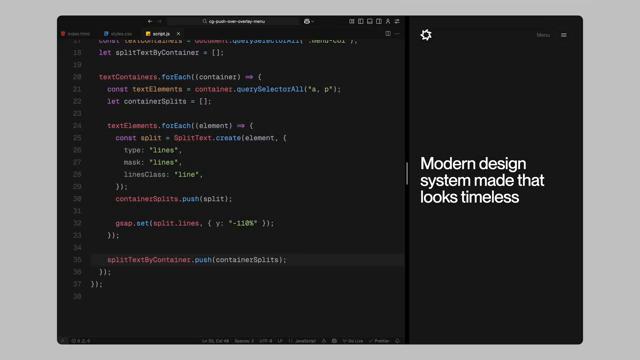 cg-push-over-overlay-menu
index.html
styles.css
script.js
17 const textContainers = document.querySelectorAll(".menu-col");
18 let splitTextByContainer = [];
19
20 textContainers.forEach((container) => {
21 const textElements = container.querySelectorAll("a, p");
22 let containerSplits = [];
23
24 textElements.forEach((element) => {
25 const split = SplitText.create(element, {
26 type: "lines",
27 mask: "lines",
28 linesClass: "line",
29 });
30 containerSplits.push(split);
31
32 gsap.set(split.lines, { y: "-110%" });
33 });
34
35 splitTextByContainer.push(containerSplits);
36 });
37 });
38
Spaces: 2
UTF-8
LF
JavaScript
Go Live
Prettier
Menu
Modern design
system made that
looks timeless